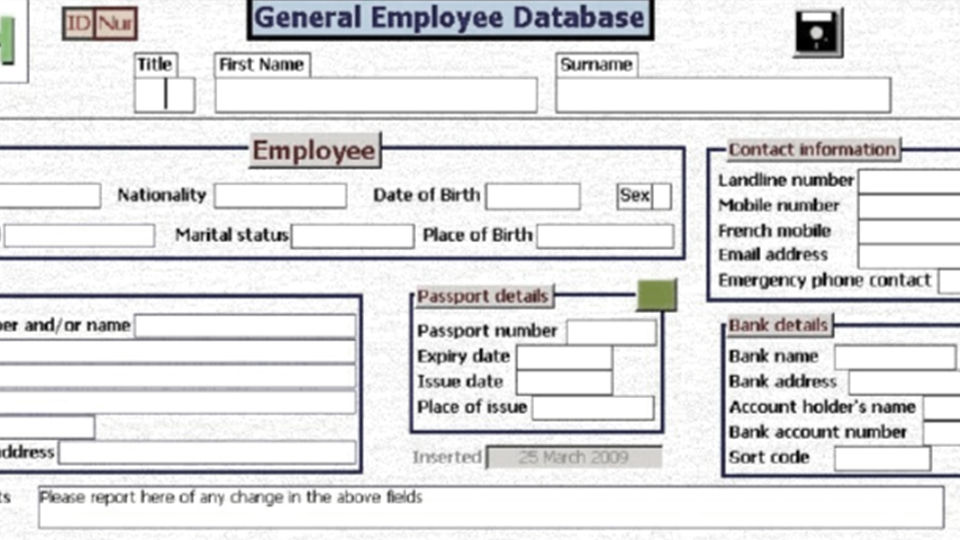 General Employee Database
ID Nur
Title First Name Surname
Employee
Nationality Date of Birth Sex
Marital status Place of Birth
Contact information
Landline number
Mobile number
French mobile
Email address
Emergency phone contact
er and/or name
ddress
Passport details
Passport number
Expiry date
Issue date
Place of issue
Inserted 25 March 2009
Bank details
Bank name
Bank address
Account holder's name
Bank account number
Sort code
ts Please report here of any change in the above fields